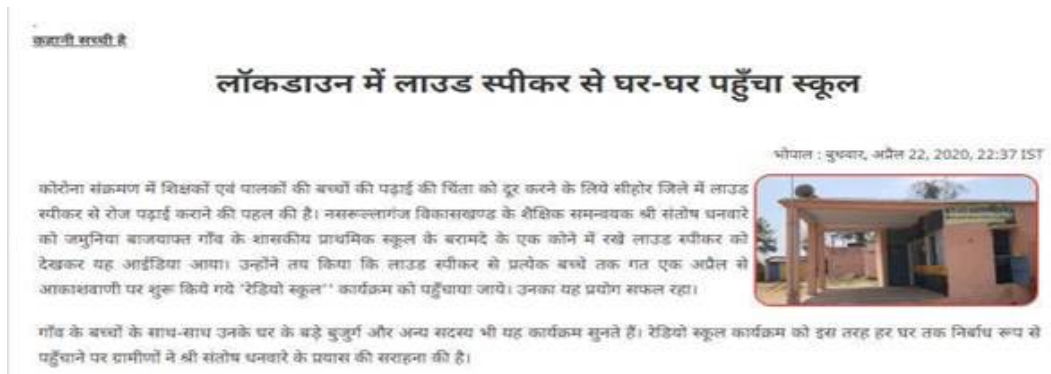 कहानी सच्ची है
लॉकडाउन में लाउड स्पीकर से घर-घर पहुँचा स्कूल
भोपाल : बुधवार, अप्रैल 22, 2020, 22:37 IST
कोरोना संक्रमण में शिक्षकों एवं पालकों की बच्चों की पढ़ाई की चिंता को दूर करने के लिये सीहोर जिले में लाउड
स्पीकर से रोज पढ़ाई कराने की पहल की है। नसरूल्लागंज विकासखण्ड के शैक्षिक समन्वयक श्री संतोष धनवारे
को जमुनिया बाजयाफ्त गाँव के शासकीय प्राथमिक स्कूल के बरामदे के एक कोने में रखे लाउड स्पीकर को
देखकर यह आईडिया आया। उन्होंने तय किया कि लाउड स्पीकर से प्रत्येक बच्चे तक गत एक अप्रैल से
आकाशवाणी पर शुरू किये गये 'रेडियो स्कूल'' कार्यक्रम को पहुँचाया जाये। उनका यह प्रयोग सफल रहा।
गाँव के बच्चों के साथ-साथ उनके घर के बड़े बुजुर्ग और अन्य सदस्य भी यह कार्यक्रम सुनते हैं। रेडियो स्कूल कार्यक्रम को इस तरह हर घर तक निर्बाध रूप से
पहुँचाने पर ग्रामीणों ने श्री संतोष धनवारे के प्रयास की सराहना की है।